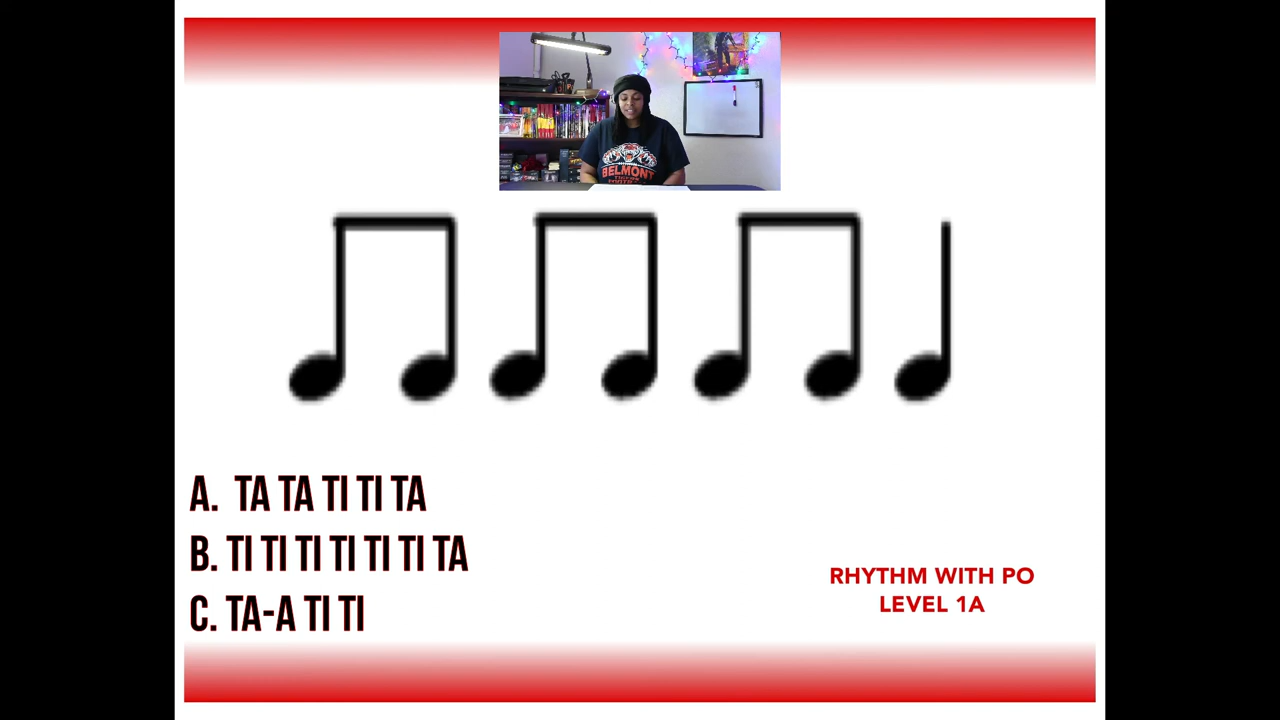 BELMONT
A. TA TA TI TI TA
B. TI TI TI TI TI TI TA
C. TA-A TI TI
RHYTHM WITH PO
LEVEL 1A